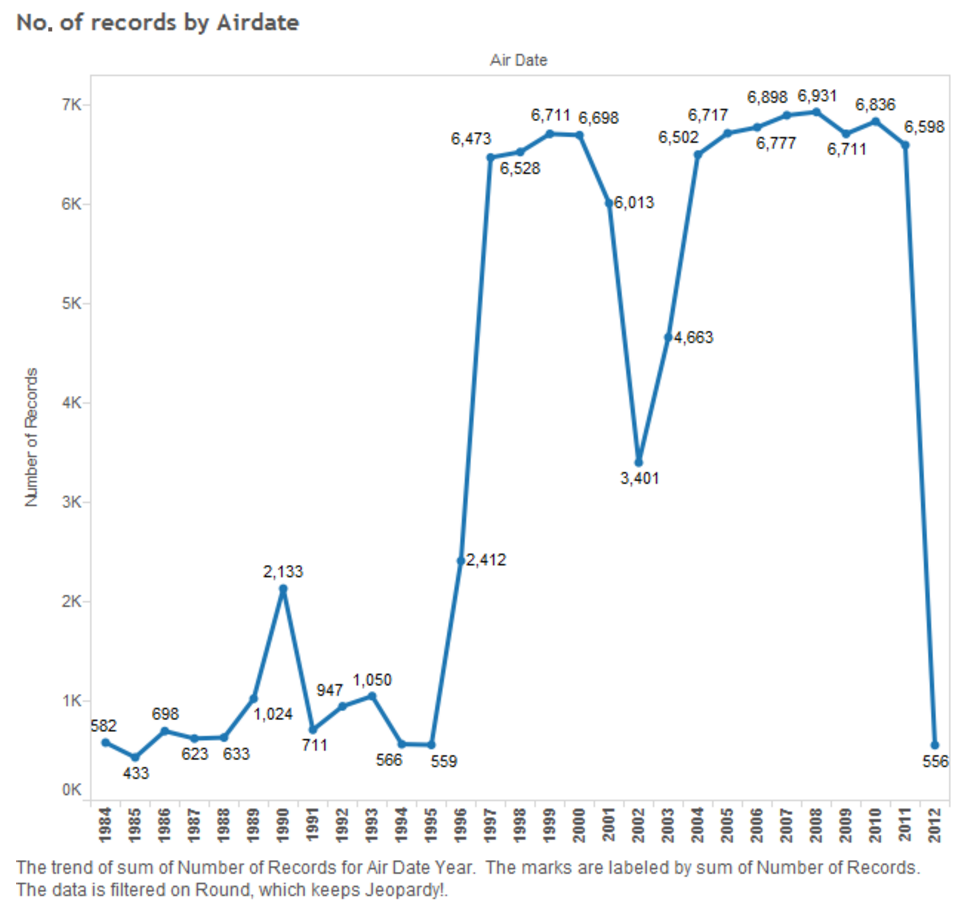 No. of records by Airdate
Air Date
7K
6,473
6,528
6,711
6,698
6,013
6,502
6,717
6,777
6,898
6,931
6,711
6,836
6,598
6K
5K
4,663
4K
3,401
Number of Records
3K
2,412
2K
2,133
1K
582
433
698
623
633
1,024
711
947
1,050
566
559
556
0K
1984 1985 1986 1987 1988 1989 1990 1991 1992 1993 1994 1995 1996 1997 1998 1999 2000 2001 2002 2003 2004 2005 2006 2007 2008 2009 2010 2011 2012
The trend of sum of Number of Records for Air Date Year.  The marks are labeled by sum of Number of Records.
The data is filtered on Round, which keeps Jeopardy!.